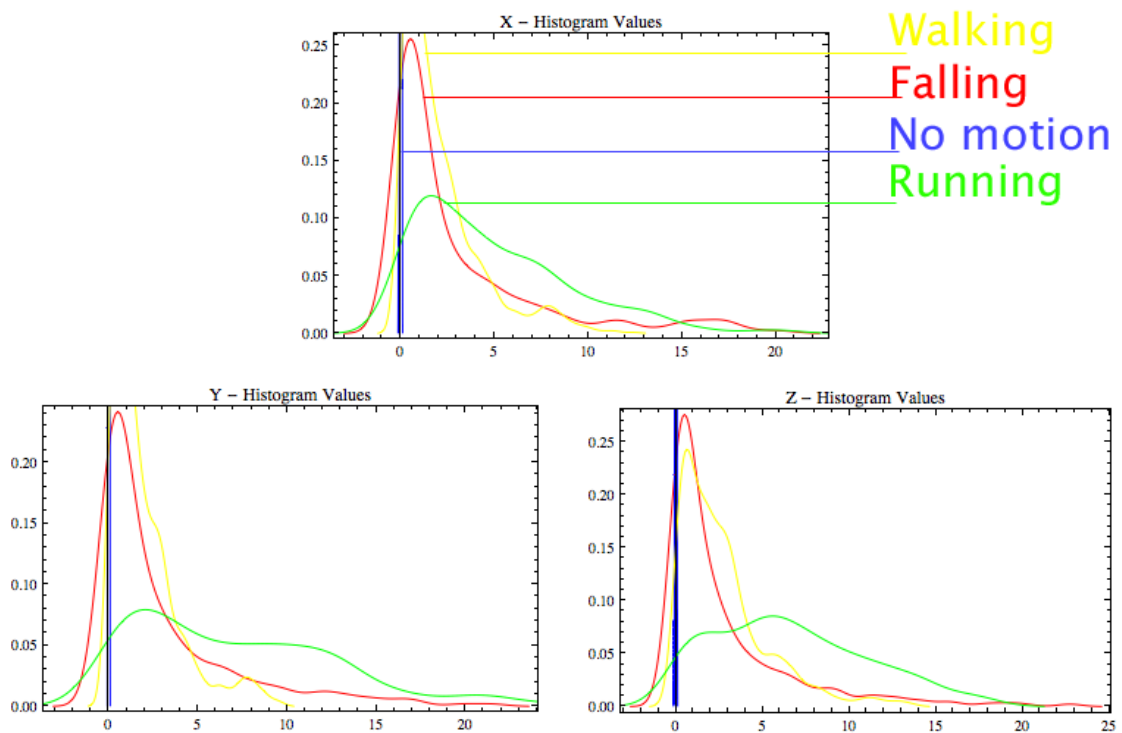 X – Histogram Values
Walking
Falling
No motion
Running
0.25
0.20
0.15
0.10
0.05
0.00
0 5 10 15 20
Y – Histogram Values
0.20
0.15
0.10
0.05
0.00
0 5 10 15 20
Z – Histogram Values
0.25
0.20
0.15
0.10
0.05
0.00
0 5 10 15 20 25